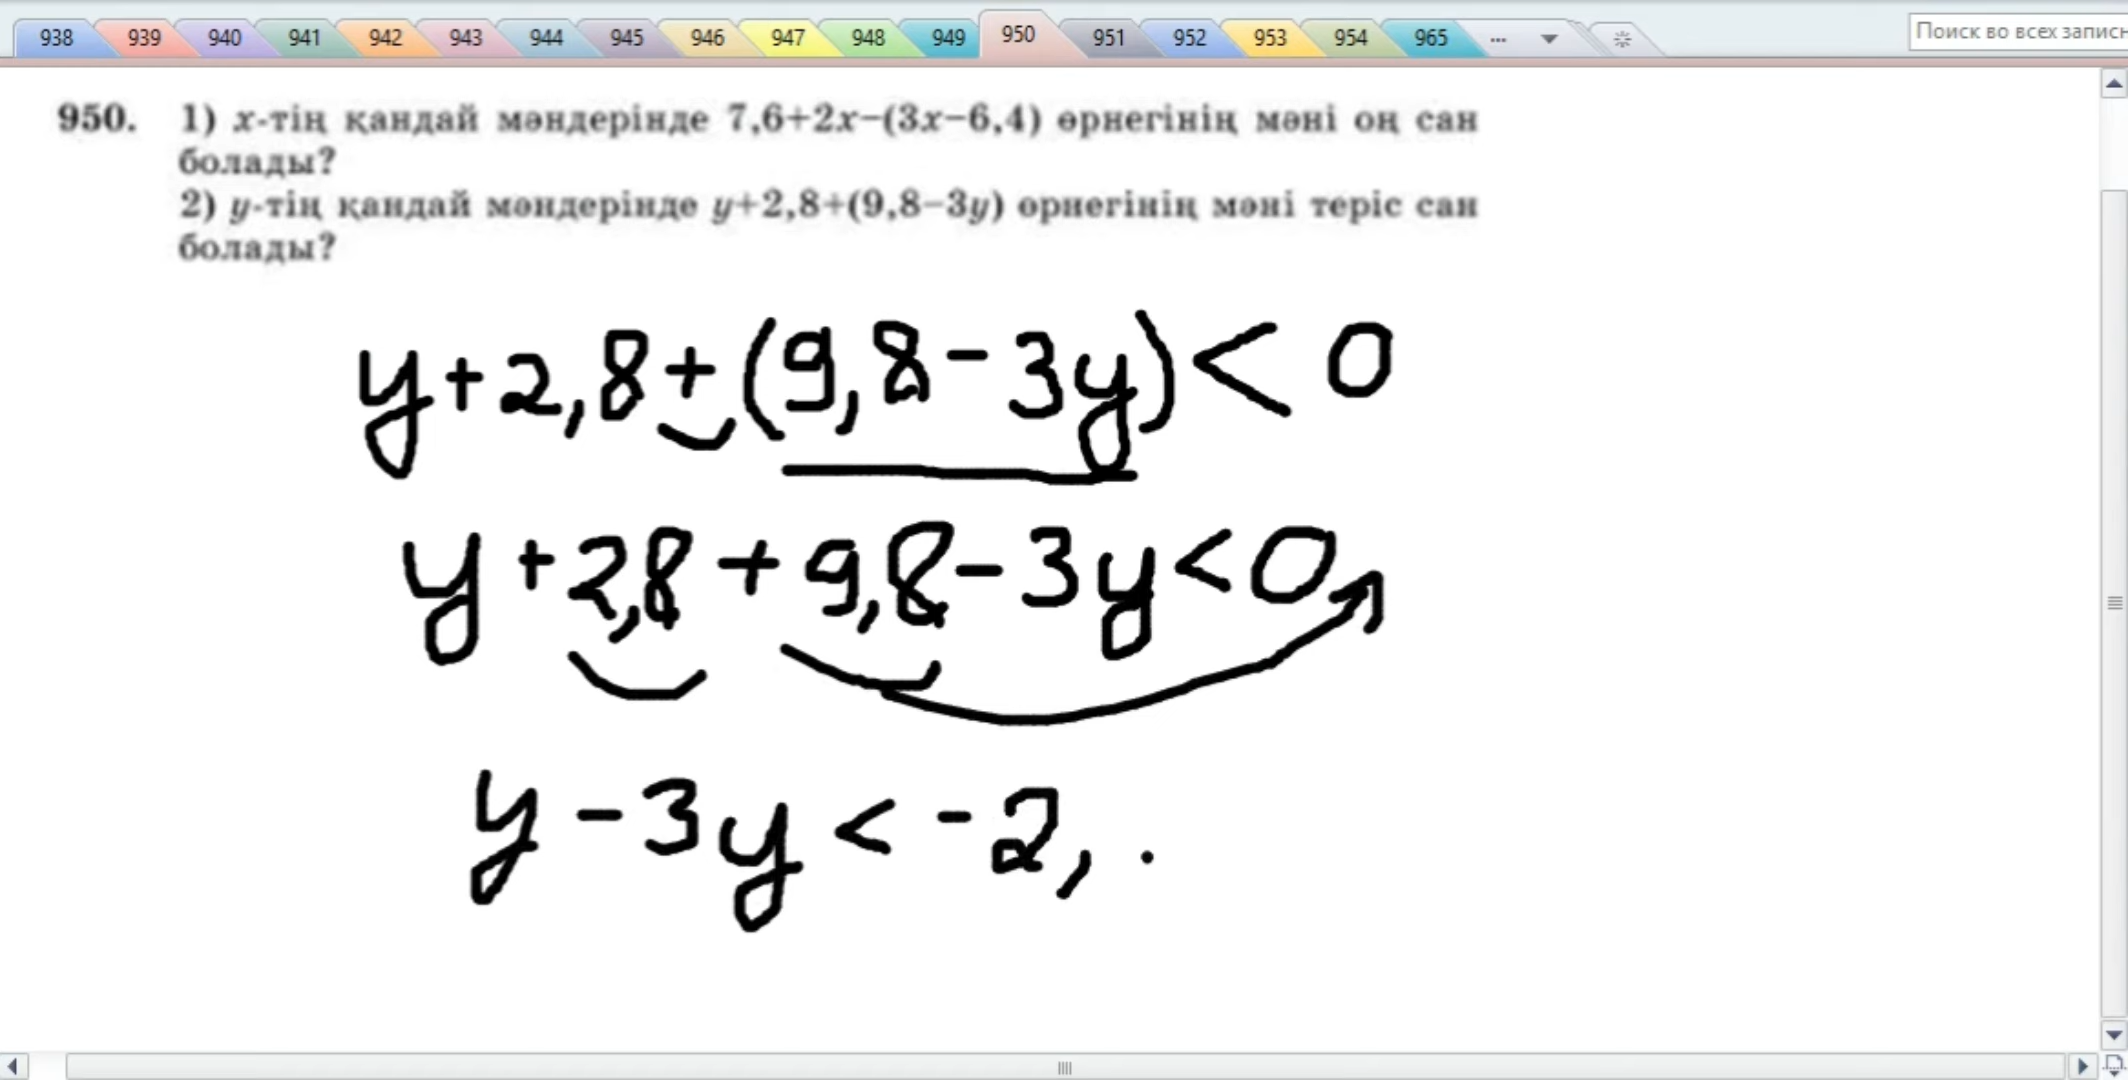 938 939 940 941 942 943 944 945 946 947 948 949 950 951 952 953 954 965 ...
Поиск во всех запис
950. 1) x-тің қандай мәндерінде 7,6+2x−(3x−6,4) өрнегінің мәні оң сан
болады?
2) y-тің қандай мәндерінде y+2,8+(9,8−3y) өрнегінің мәні теріс сан
болады?
y+2,8+(9,8−3y)<0
y+2,8+9,8−3y<0
y−3y<−2,.